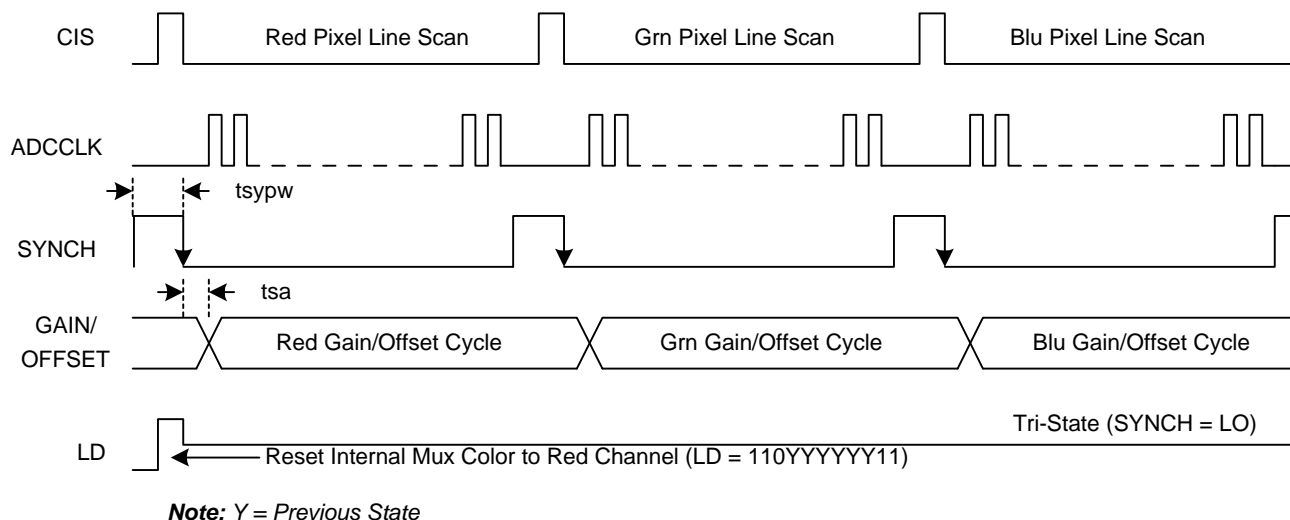 CIS
Red Pixel Line Scan
Grn Pixel Line Scan
Blu Pixel Line Scan
ADCCLK
tsypw
SYNCH
tsa
GAIN/
OFFSET
Red Gain/Offset Cycle
Grn Gain/Offset Cycle
Blu Gain/Offset Cycle
Tri-State (SYNCH = LO)
LD
Reset Internal Mux Color to Red Channel (LD = 110YYYYYY11)
Note: Y = Previous State